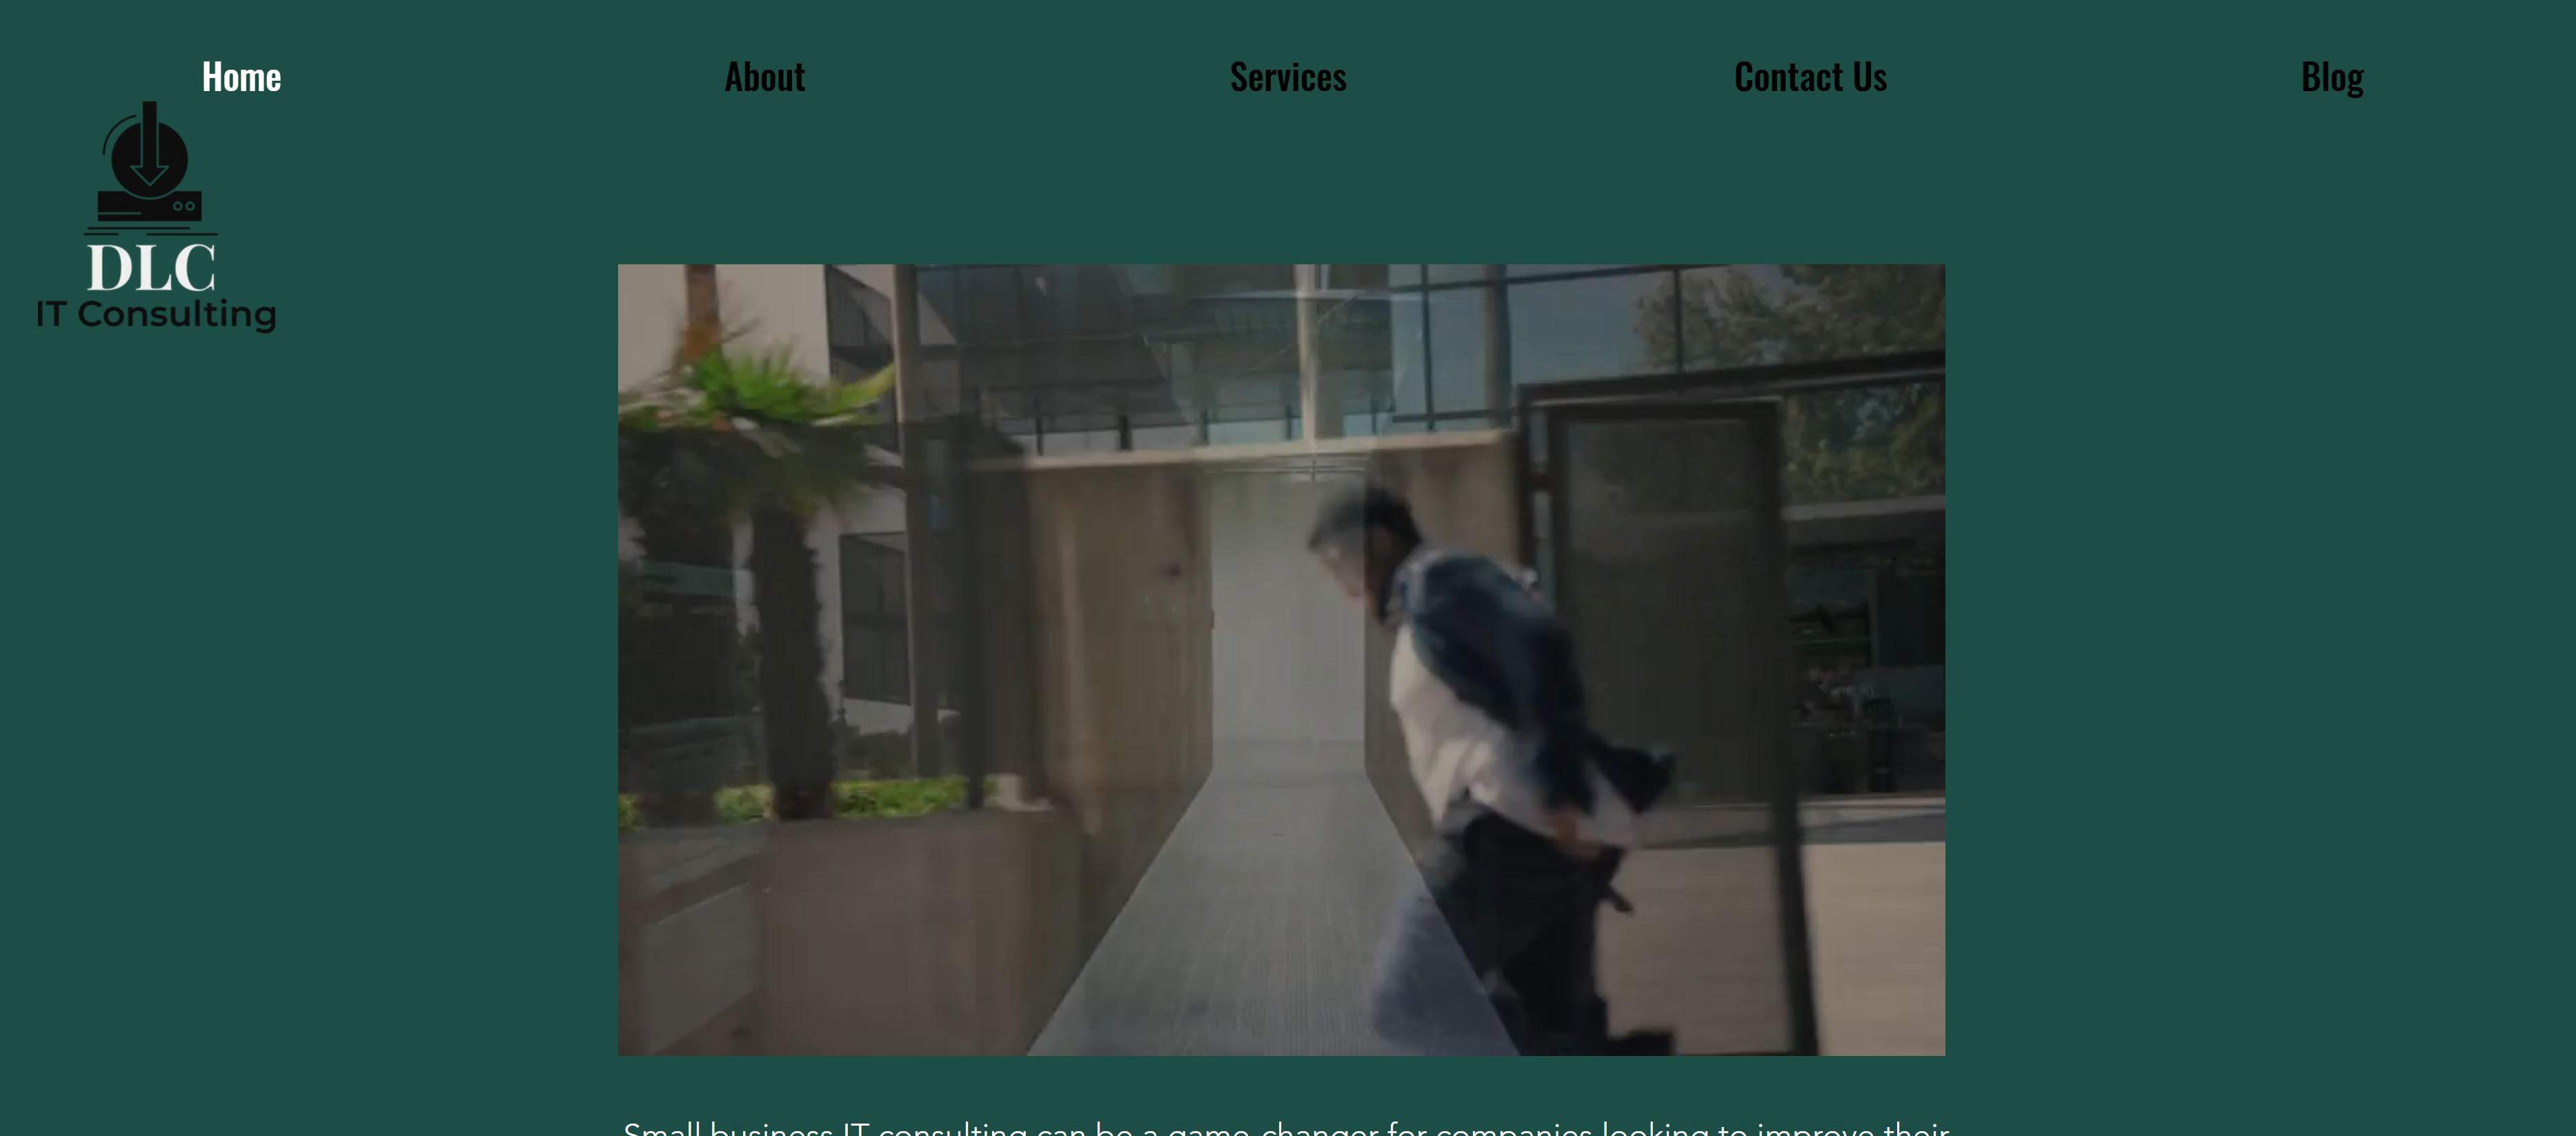 Home About Services Contact Us Blog
DLC
IT Consulting
Small business IT consulting can be a game-changer for companies looking to improve their